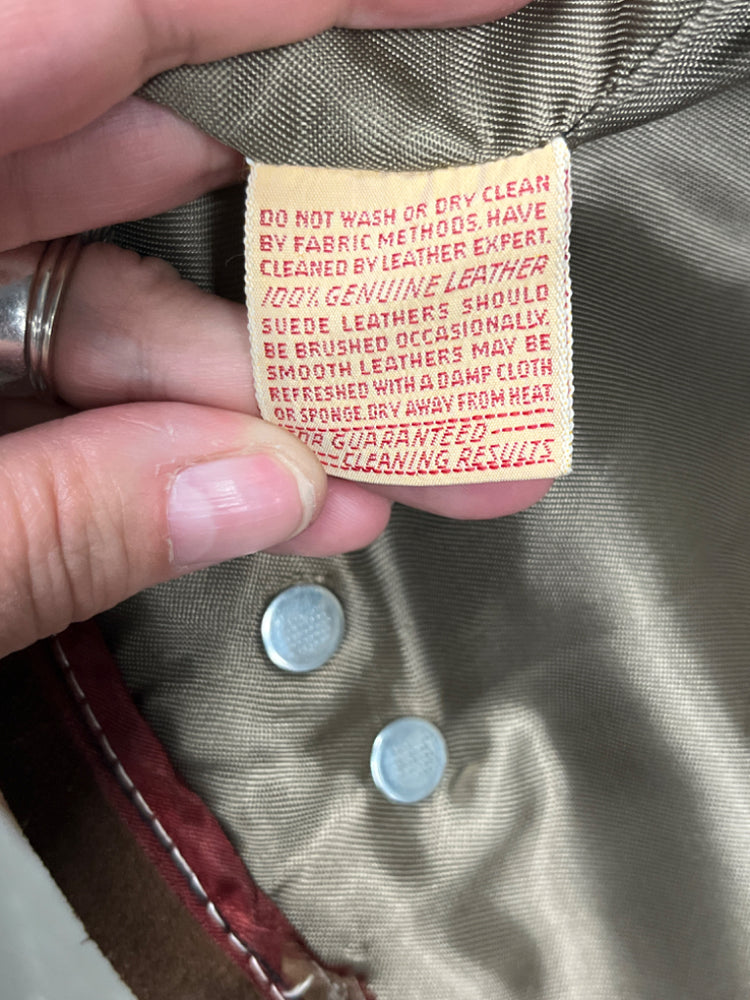 DO NOT WASH OR DRY CLEAN
BY FABRIC METHODS. HAVE
CLEANED BY LEATHER EXPERT.
100% GENUINE LEATHER
SUEDE LEATHERS SHOULD
BE BRUSHED OCCASIONALLY.
SMOOTH LEATHERS MAY BE
REFRESHED WITH A DAMP CLOTH
OR SPONGE. DRY AWAY FROM HEAT.
FOR GUARANTEED
CLEANING RESULTS